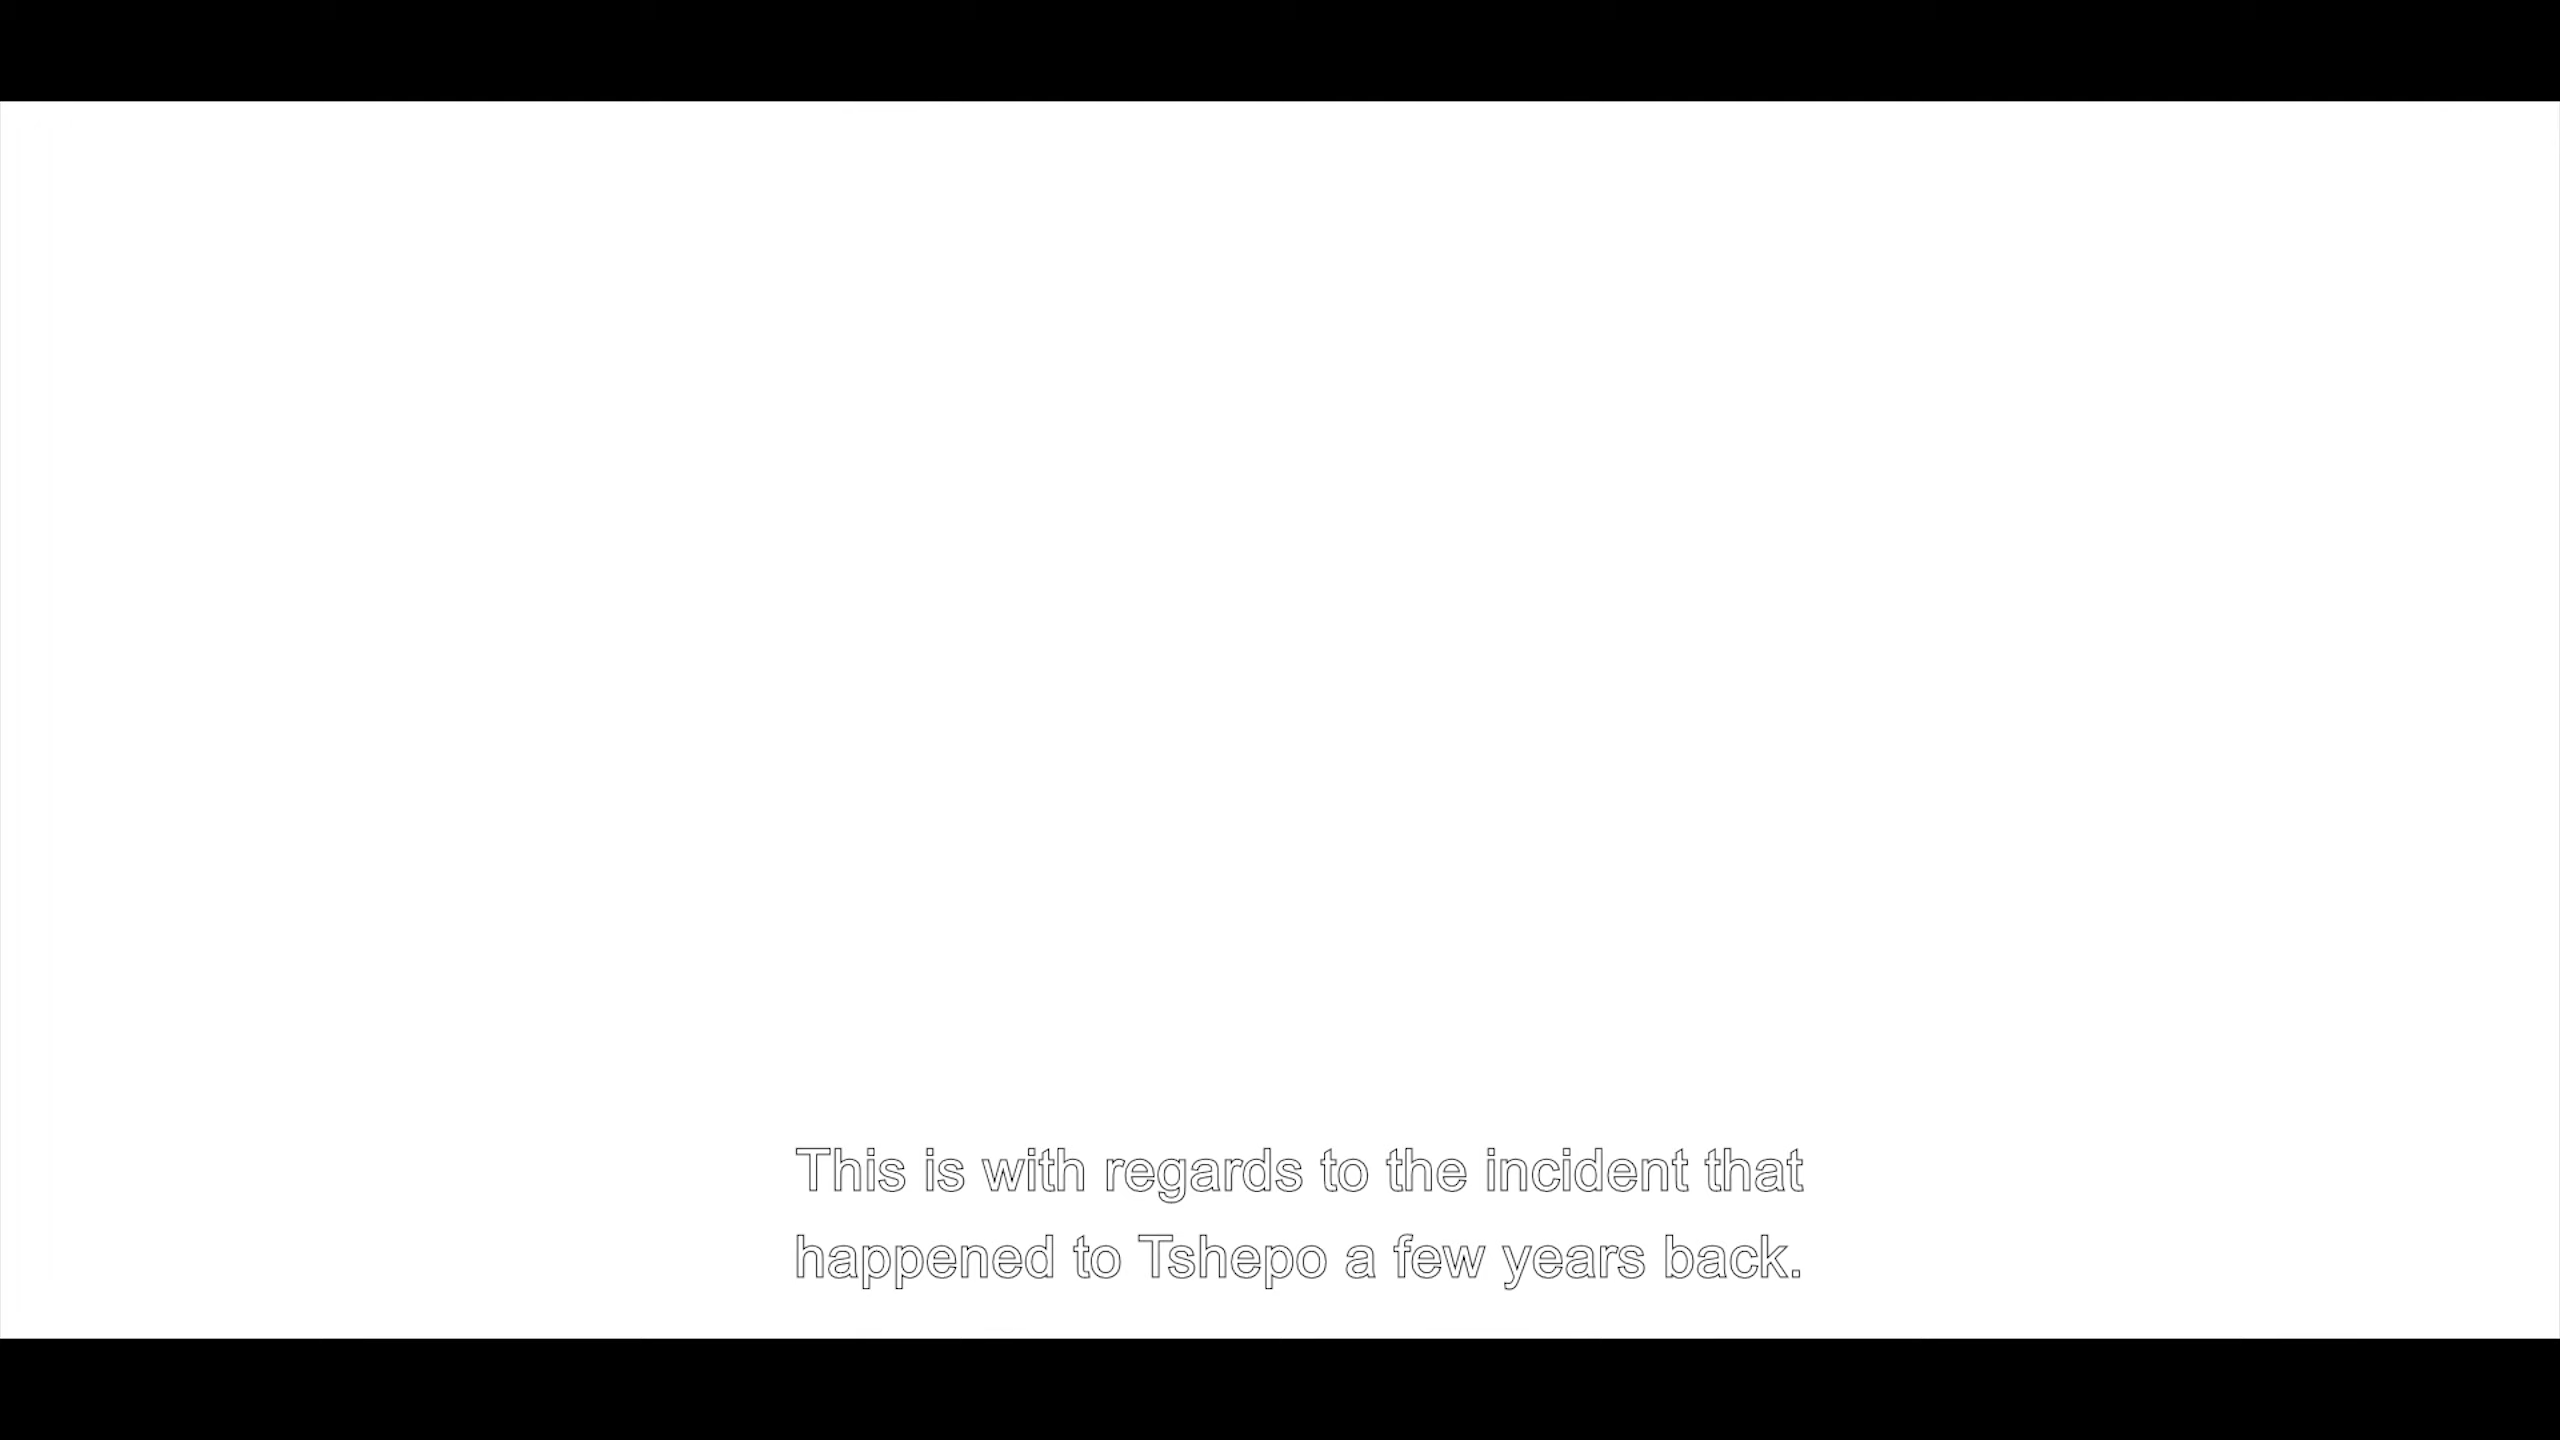 This is with regards to the incident that
happened to Tshepo a few years back.